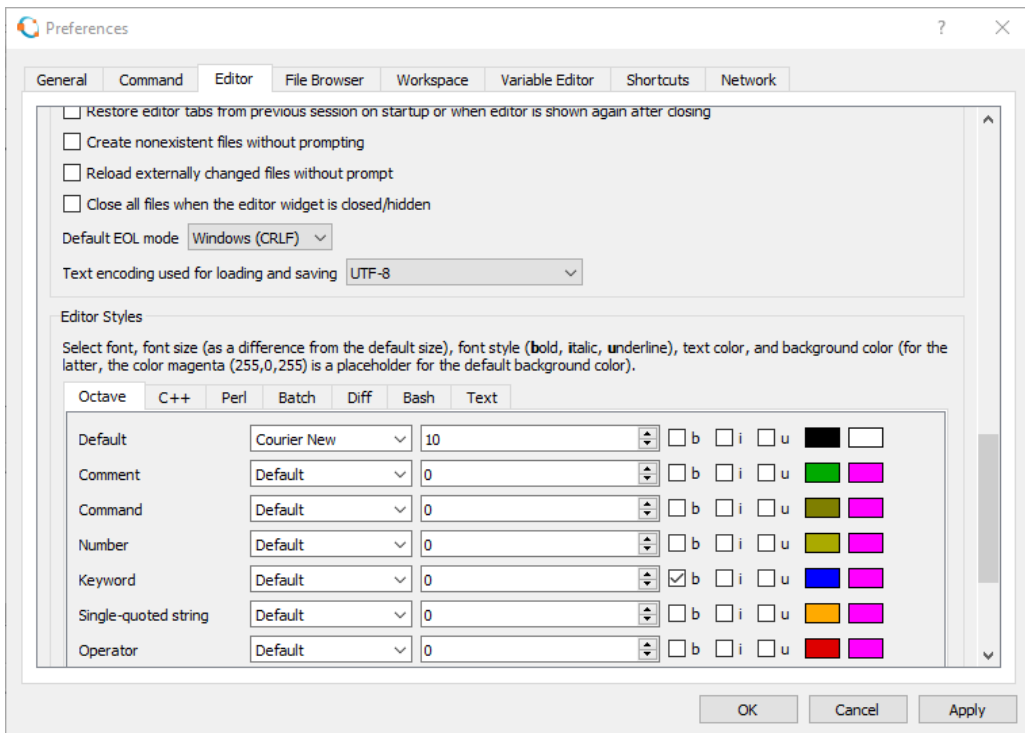 Preferences
?
General Command Editor File Browser Workspace Variable Editor Shortcuts Network
Restore editor tabs from previous session on startup or when editor is shown again after closing
Create nonexistent files without prompting
Reload externally changed files without prompt
Close all files when the editor widget is closed/hidden
Default EOL mode Windows (CRLF)
Text encoding used for loading and saving UTF-8
Editor Styles
Select font, font size (as a difference from the default size), font style (bold, italic, underline), text color, and background color (for the
latter, the color magenta (255,0,255) is a placeholder for the default background color).
Octave C++ Perl Batch Diff Bash Text
Default Courier New 10 b i u
Comment Default 0 b i u
Command Default 0 b i u
Number Default 0 b i u
Keyword Default 0 b i u
Single-quoted string Default 0 b i u
Operator Default 0 b i u
OK Cancel Apply